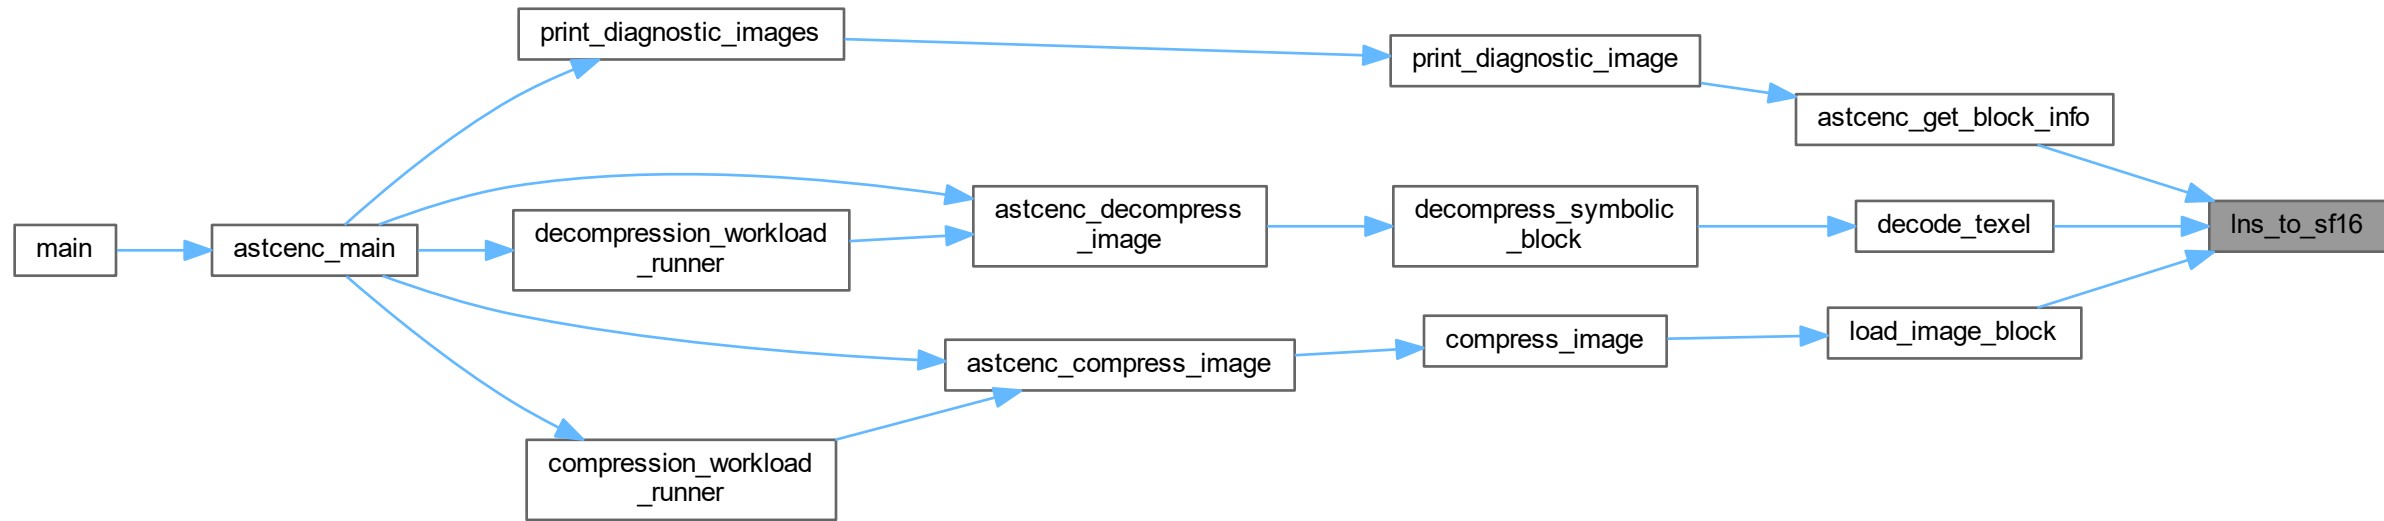 print_diagnostic_images
print_diagnostic_image
astcenc_get_block_info
main
astcenc_main
decompression_workload
_runner
astcenc_decompress
_image
decompress_symbolic
_block
decode_texel
lns_to_sf16
astcenc_compress_image
compress_image
load_image_block
compression_workload
_runner